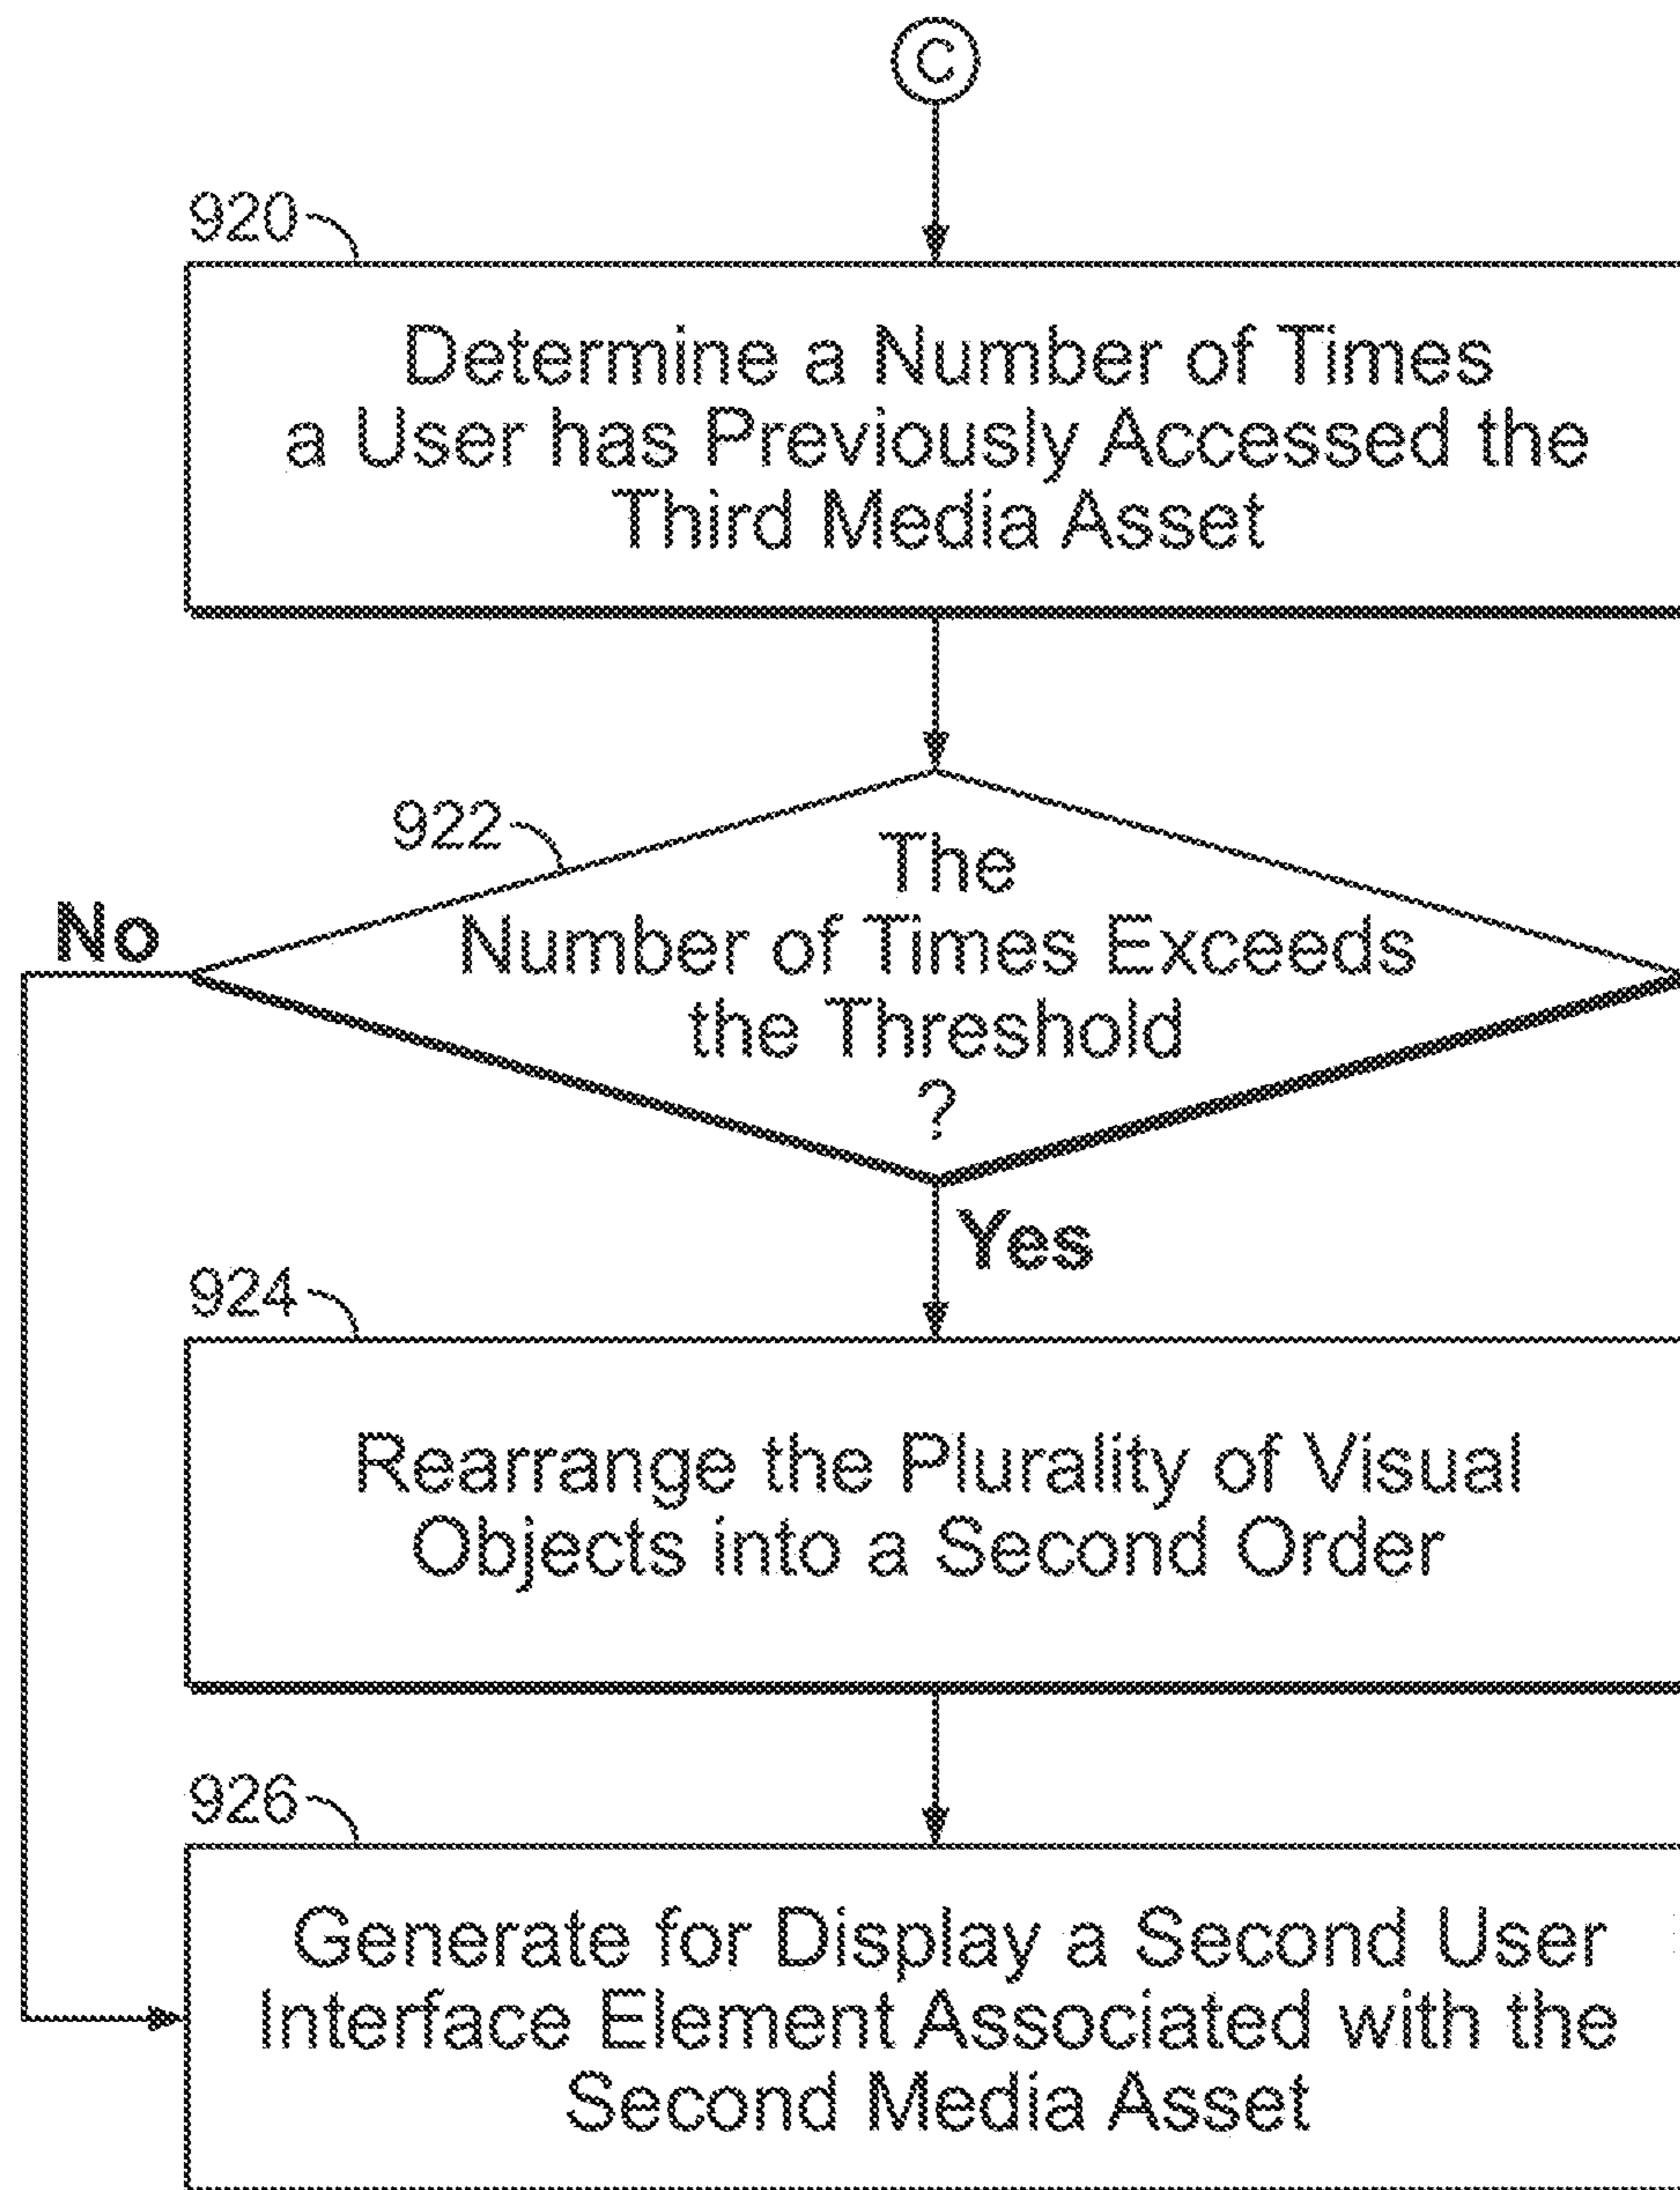 C
920
Determine a Number of Times
a User has Previously Accessed the
Third Media Asset
922
The
Number of Times Exceeds
the Threshold
?
No
Yes
924
Rearrange the Plurality of Visual
Objects into a Second Order
926
Generate for Display a Second User
Interface Element Associated with the
Second Media Asset